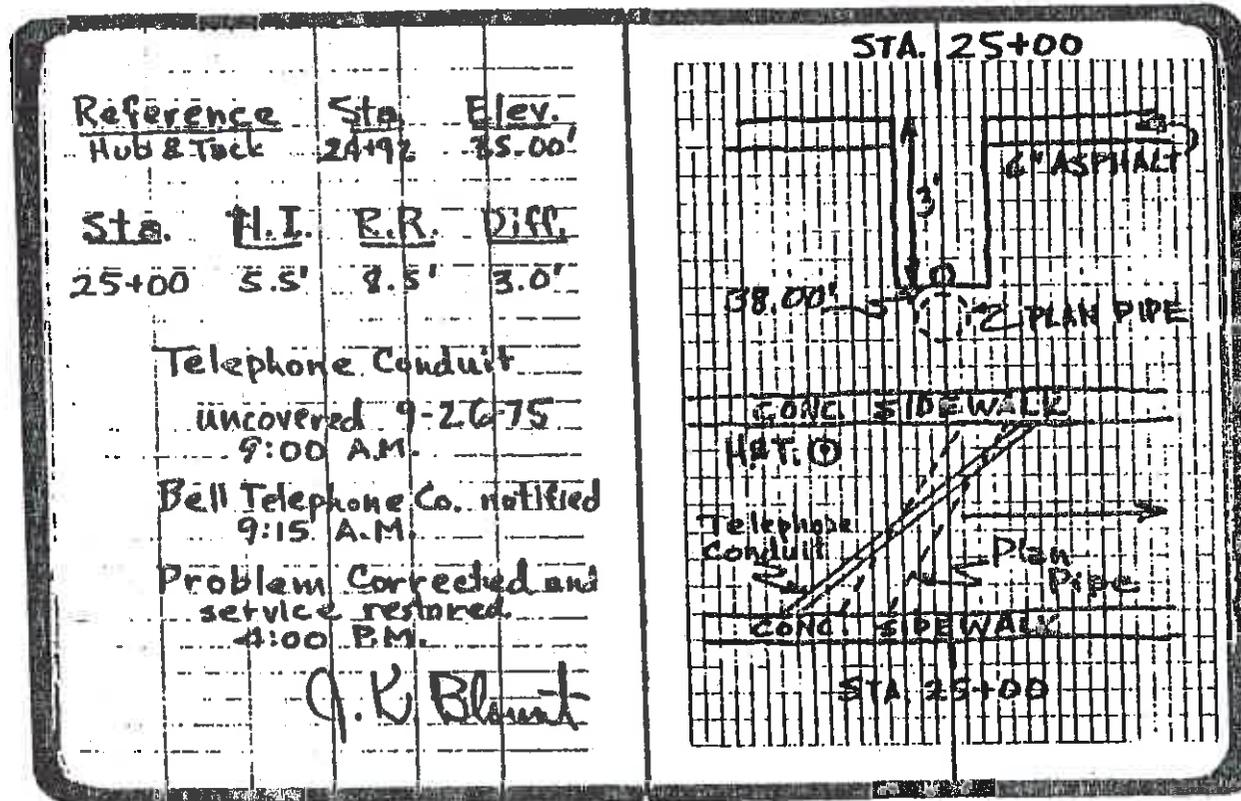 Reference Sta. Elev.
Hub & Tack 24+92 35.00'
Sta. H.I. R.R. Diff.
25+00 5.5' 8.5' 3.0'
Telephone Conduit
uncovered 9-26-75
9:00 A.M.
Bell Telephone Co. notified
9:15 A.M.
Problem Corrected and
service restored
4:00 P.M.
J. K Blount
STA. 25+00
6" ASPHALT
3'
38.00'
PLAN PIPE
CONC. SIDEWALK
H&T.
Telephone
conduit
Plan
Pipe
CONC. SIDEWALK
STA 25+00